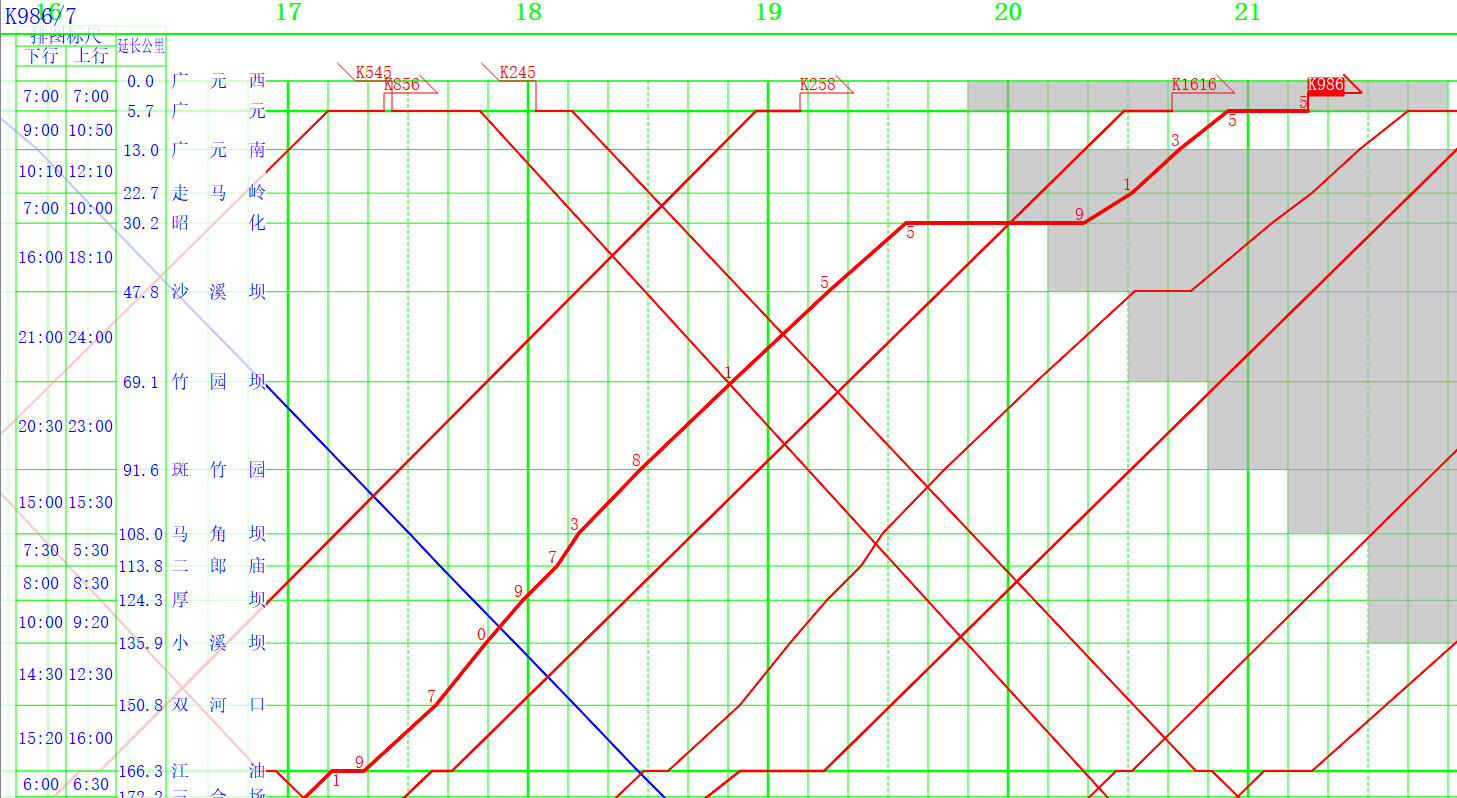 K986/7
16 17 18 19 20 21
排图标尺 延长公里
下行 上行
K545 K856 K245 K258 K1616 K986
0.0 广元西
7:00 7:00
5.7 广元
9:00 10:50
13.0 广元南
10:10 12:10
22.7 走马岭
7:00 10:00
30.2 昭化
16:00 18:10
47.8 沙溪坝
21:00 24:00
69.1 竹园坝
20:30 23:00
91.6 斑竹园
15:00 15:30
108.0 马角坝
7:30 5:30
113.8 二郎庙
8:00 8:30
124.3 厚坝
10:00 9:20
135.9 小溪坝
14:30 12:30
150.8 双河口
15:20 16:00
166.3 江油
6:00 6:30
172.2 三合场
5
5
3
1
9
5
5
1
8
3
7
9
0
7
9
1